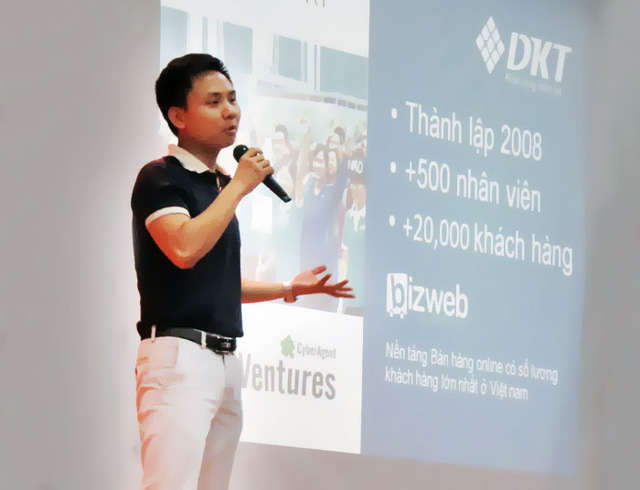 DKT
• Thành lập 2008
• +500 nhân viên
• +20,000 khách hàng
bizweb
Nền tảng Bán hàng online có số lượng
khách hàng lớn nhất ở Việt nam
CyberAgent
Ventures